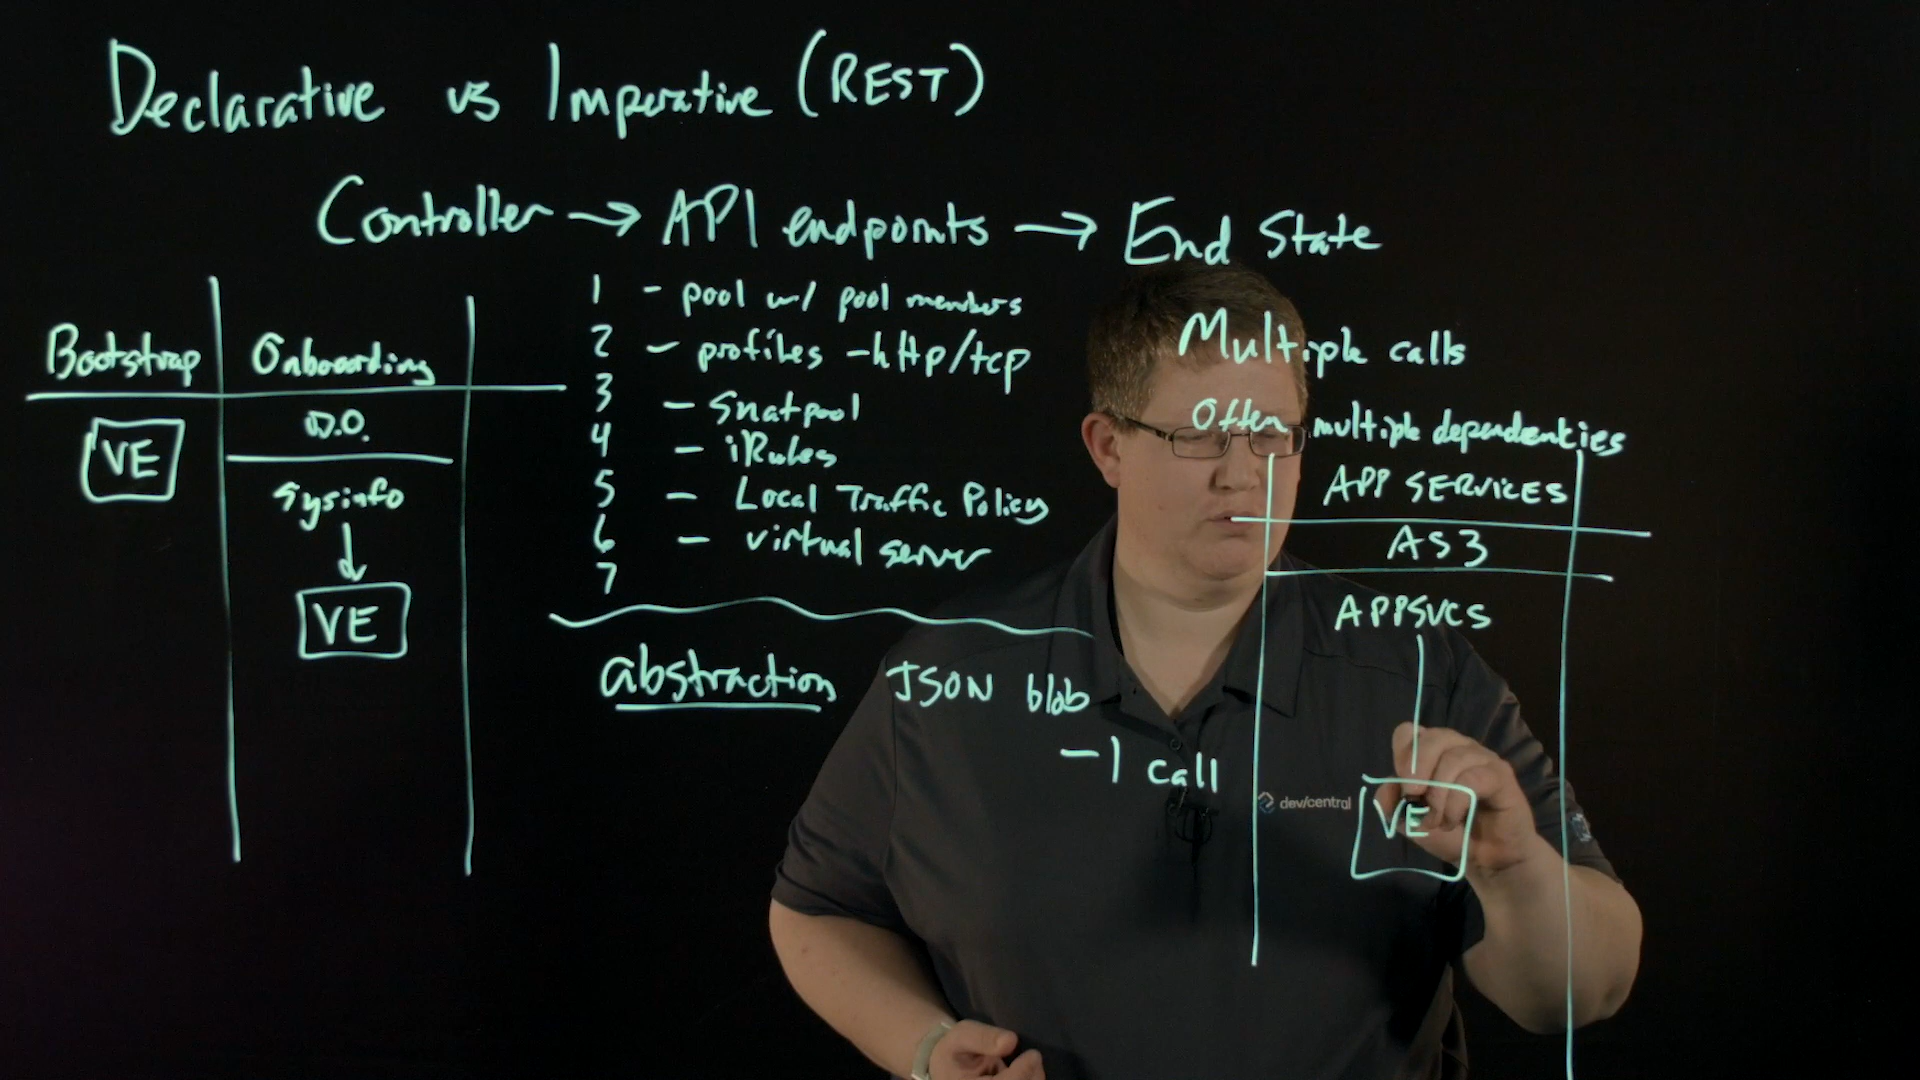 Declarative vs Imperative (REST)
Controller → API endpoints → End State
1 - pool w/ pool members
2 - profiles - http/tcp
3 - Snatpool
4 - iRules
5 - Local Traffic Policy
6 - virtual server
7
Multiple calls
Often multiple dependencies
Bootstrap
VE
Onboarding
D.O.
Sysinfo
VE
abstraction JSON blob
- 1 call
APP SERVICES
AS3
APPSVCS
VE
dev/central